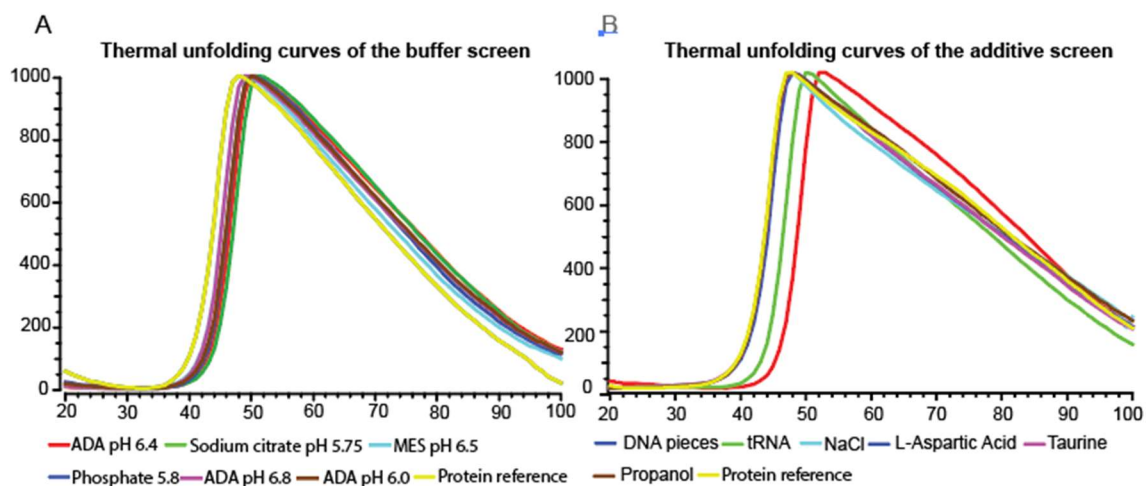 A
B
Thermal unfolding curves of the buffer screen
Thermal unfolding curves of the additive screen
1000
800
600
400
200
0
20 30 40 50 60 70 80 90 100
ADA pH 6.4 Sodium citrate pH 5.75 MES pH 6.5
Phosphate 5.8 ADA pH 6.8 ADA pH 6.0 Protein reference
1000
800
600
400
200
0
20 30 40 50 60 70 80 90 100
DNA pieces tRNA NaCl L-Aspartic Acid Taurine
Propanol Protein reference